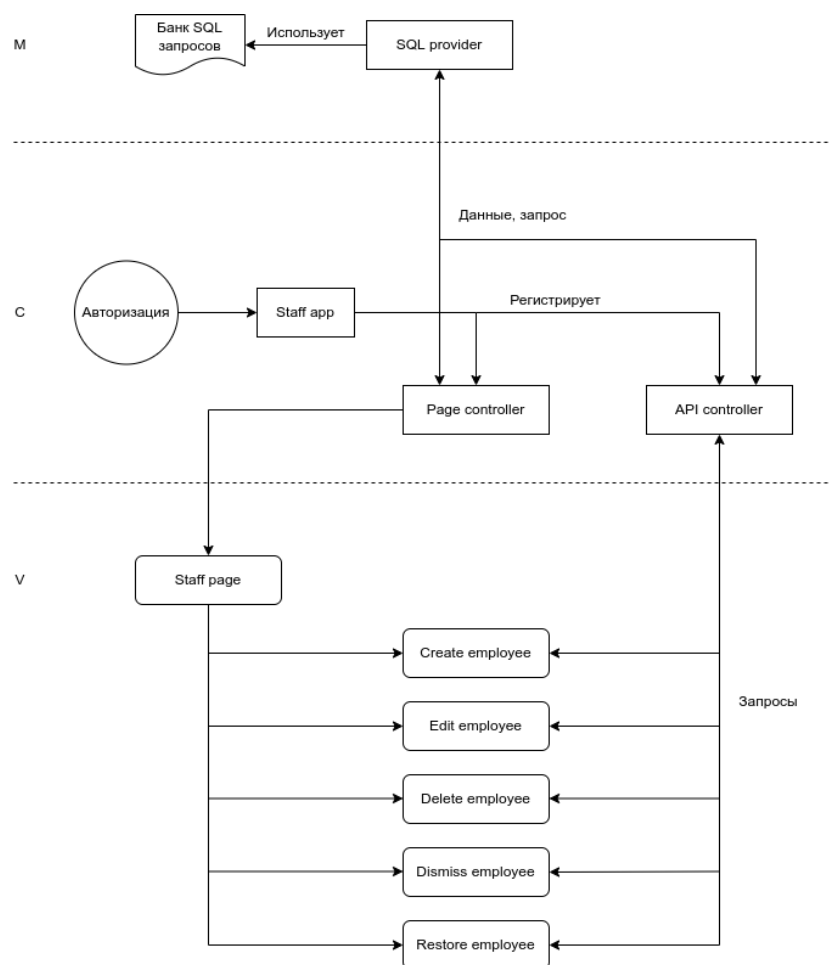 Банк SQL
запросов
Использует
SQL provider
M
Данные, запрос
Регистрирует
C
Авторизация
Staff app
Page controller
API controller
V
Staff page
Create employee
Запросы
Edit employee
Delete employee
Dismiss employee
Restore employee